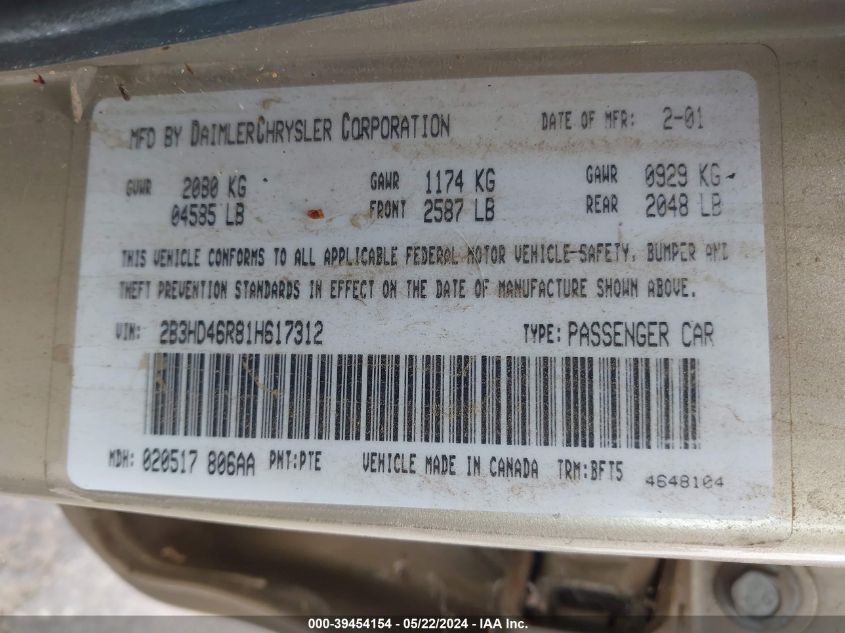 MFD BY DAIMLERCHRYSLER CORPORATION DATE OF MFR: 2-01
GVWR 2080 KG GAWR 1174 KG GAWR 0929 KG
04585 LB FRONT 2587 LB REAR 2048 LB
THIS VEHICLE CONFORMS TO ALL APPLICABLE FEDERAL MOTOR VEHICLE SAFETY, BUMPER AND
THEFT PREVENTION STANDARDS IN EFFECT ON THE DATE OF MANUFACTURE SHOWN ABOVE.
VIN: 2B3HD46R81H617312 TYPE: PASSENGER CAR
MDH: 020517 806AA PNT:PTE VEHICLE MADE IN CANADA TRM:BFT5 4648104
000-39454154 / 05/22/2024 - IAA Inc.